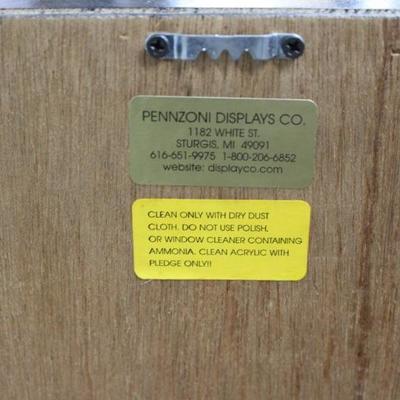 PENNZONI DISPLAYS CO.
1182 WHITE ST.
STURGIS, MI 49091
616-651-9975 1-800-206-6852
website: displayco.com
CLEAN ONLY WITH DRY DUST
CLOTH. DO NOT USE POLISH,
OR WINDOW CLEANER CONTAINING
AMMONIA. CLEAN ACRYLIC WITH
PLEDGE ONLY!!